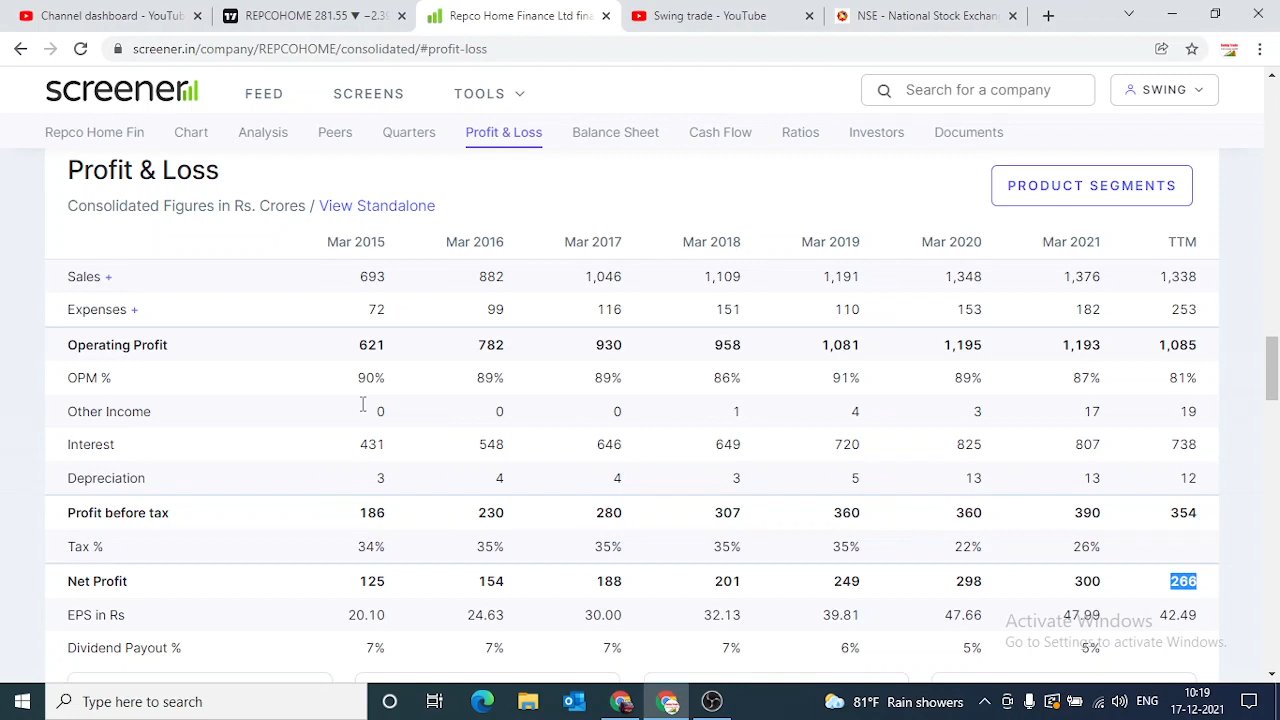 Chartdada - YouTub
REPCOHOME 281.55 ▼ −2.39
Repco Home Finance Ltd fina
Swing trade - YouTube
NSE - National Stock Exchan
screener.in/company/REPCOHOME/consolidated/#profit-loss
screener
FEED SCREENS TOOLS
Search for a company
SWING
Repco Home Fin Chart Analysis Peers Quarters Profit & Loss Balance Sheet Cash Flow Ratios Investors Documents
Profit & Loss
PRODUCT SEGMENTS
Consolidated Figures in Rs. Crores / View Standalone
Mar 2015 Mar 2016 Mar 2017 Mar 2018 Mar 2019 Mar 2020 Mar 2021 TTM
Sales + 693 882 1,046 1,109 1,191 1,348 1,376 1,338
Expenses + 72 99 116 151 110 153 182 253
Operating Profit 621 782 930 958 1,081 1,195 1,193 1,085
OPM % 90% 89% 89% 86% 91% 89% 87% 81%
Other Income 0 0 0 1 4 3 17 19
Interest 431 548 646 649 720 825 807 738
Depreciation 3 4 4 3 5 13 13 12
Profit before tax 186 230 280 307 360 360 390 354
Tax % 34% 35% 35% 35% 35% 22% 26%
Net Profit 125 154 188 201 249 298 300 266
EPS in Rs 20.10 24.63 30.00 32.13 39.81 47.66 47.99 42.49
Dividend Payout % 7% 7% 7% 7% 6% 5% 5%
Activate Windows
Go to Settings to activate Windows.
Type here to search
81°F Rain showers
ENG
10:19
17-12-2021